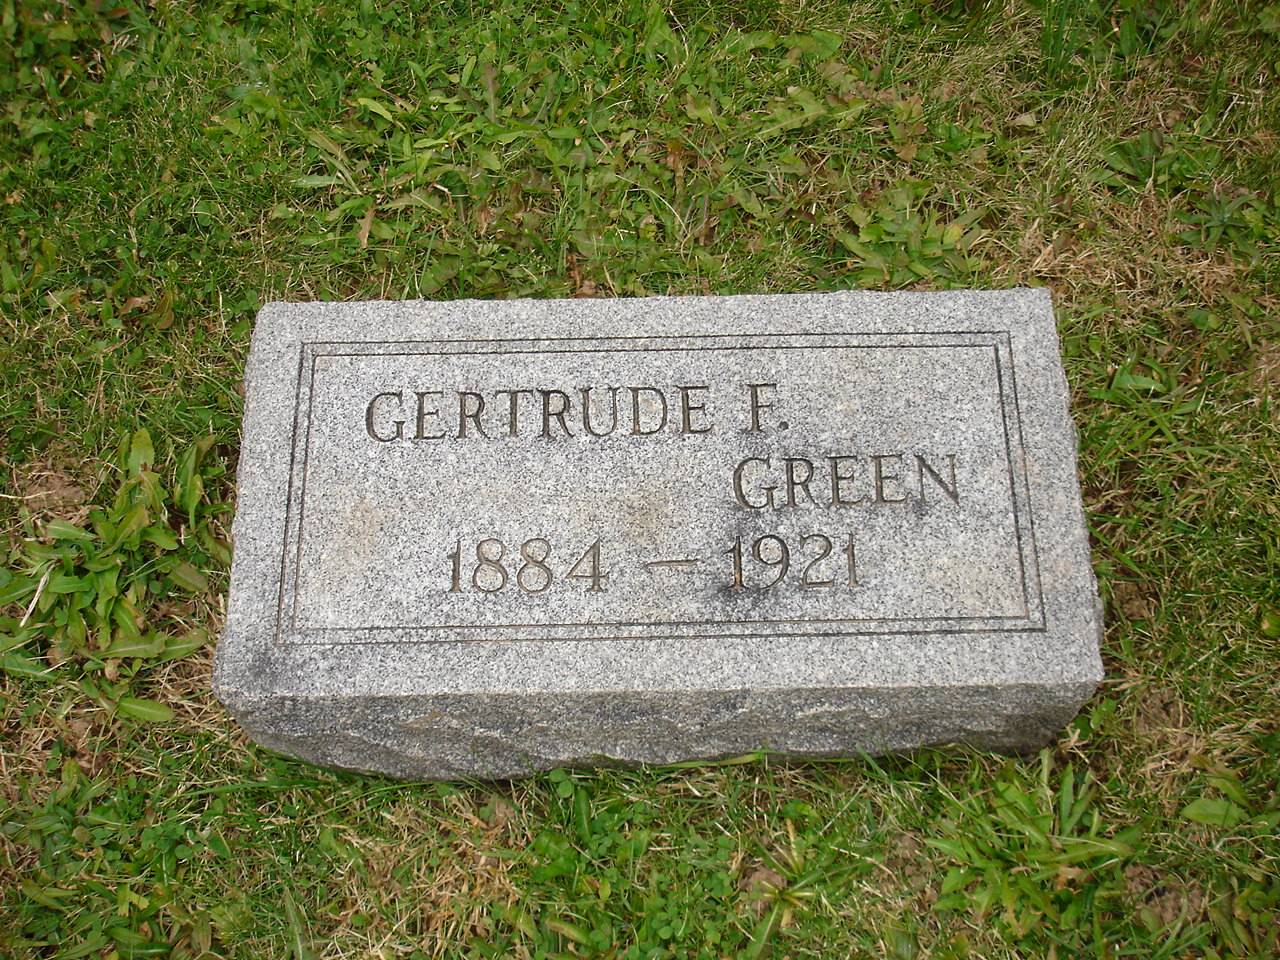 GERTRUDE F.
GREEN
1884 – 1921